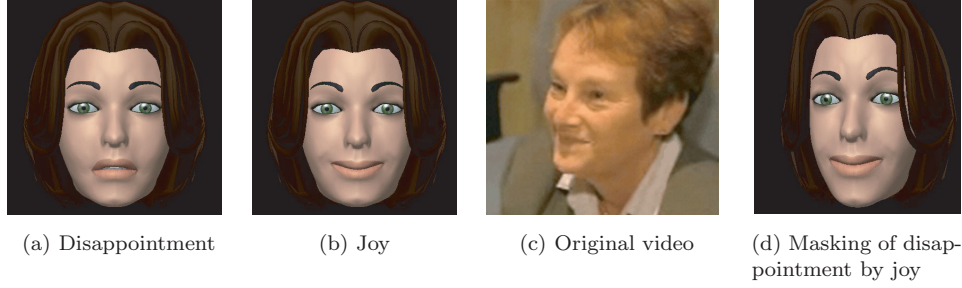 (a) Disappointment
(b) Joy
(c) Original video
(d) Masking of disap-
pointment by joy